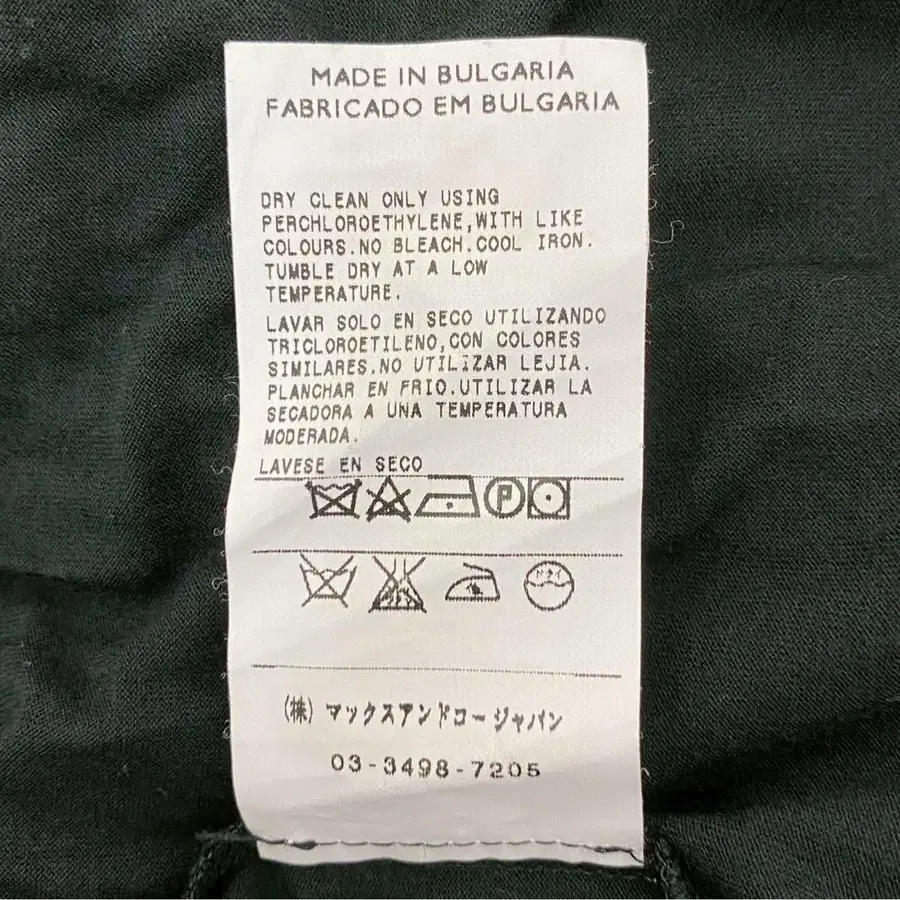 MADE IN BULGARIA
FABRICADO EM BULGARIA
DRY CLEAN ONLY USING
PERCHLOROETHYLENE,WITH LIKE
COLOURS.NO BLEACH.COOL IRON.
TUMBLE DRY AT A LOW
TEMPERATURE.
LAVAR SOLO EN SECO UTILIZANDO
TRICLOROETILENO,CON COLORES
SIMILARES.NO UTILIZAR LEJIA.
PLANCHAR EN FRIO.UTILIZAR LA
SECADORA A UNA TEMPERATURA
MODERADA.
LAVESE EN SECO
P
ドライ
(株) マックスアンドコージャパン
03-3498-7205